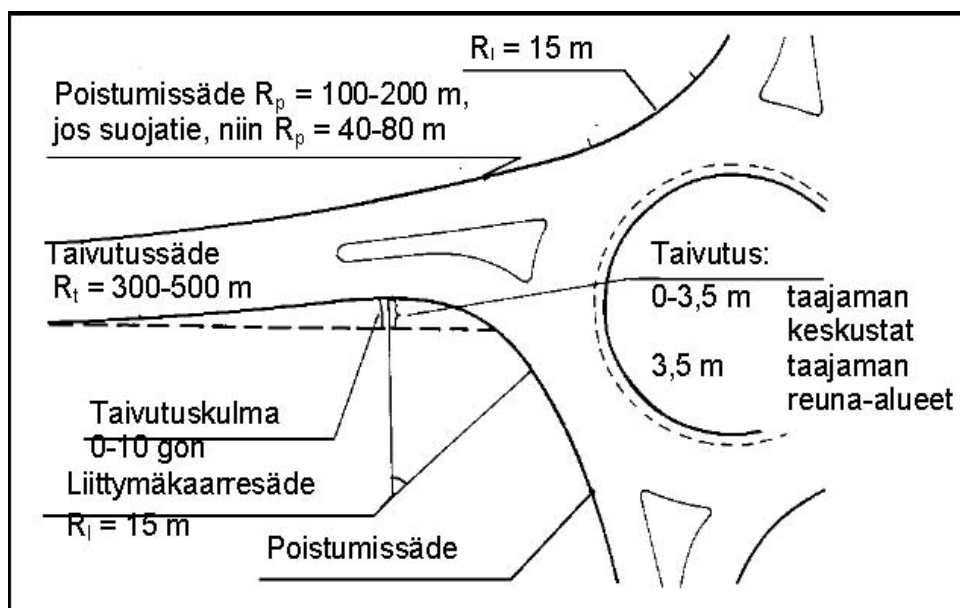 Rₗ = 15 m
Poistumissäde Rₚ = 100-200 m,
jos suojatie, niin Rₚ = 40-80 m
Taivutussäde
Rₜ = 300-500 m
Taivutus:
0-3,5 m taajaman
keskustat
3,5 m taajaman
reuna-alueet
Taivutuskulma
0-10 gon
Liittymäkaarresäde
Rₗ = 15 m
Poistumissäde